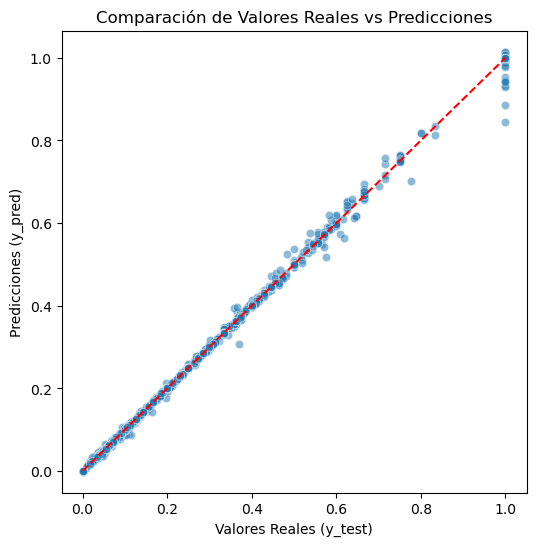 Comparación de Valores Reales vs Predicciones
Predicciones (y_pred)
1.0
0.8
0.6
0.4
0.2
0.0
0.0 0.2 0.4 0.6 0.8 1.0
Valores Reales (y_test)